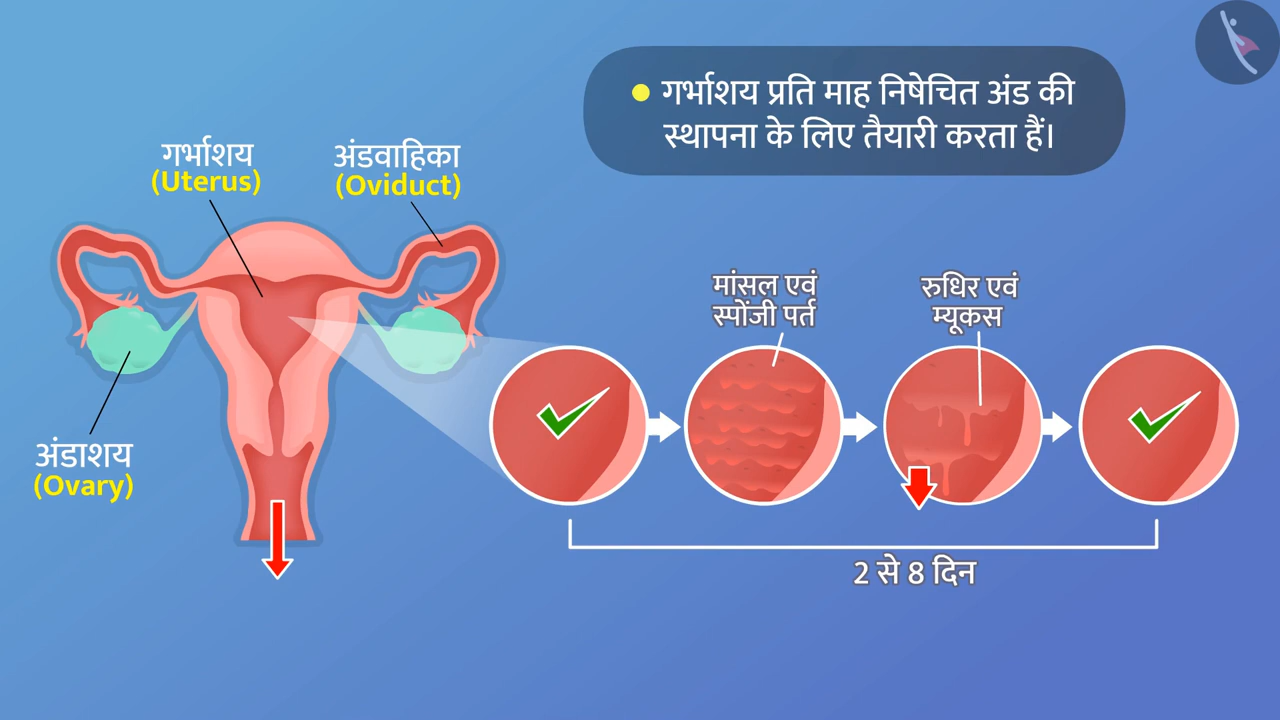 गर्भाशय प्रति माह निषेचित अंड की
स्थापना के लिए तैयारी करता हैं।
गर्भाशय
(Uterus)
अंडवाहिका
(Oviduct)
अंडाशय
(Ovary)
मांसल एवं
स्पोंजी पर्त
रुधिर एवं
म्यूकस
2 से 8 दिन